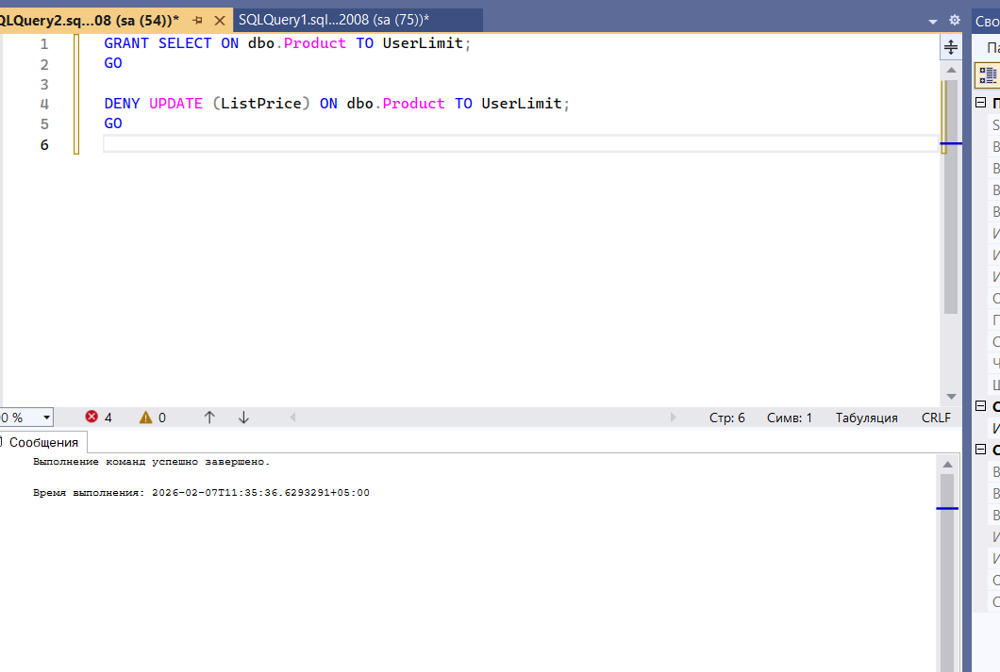 QLQuery2.sq...08 (sa (54))* SQLQuery1.sql...2008 (sa (75))*
1 GRANT SELECT ON dbo.Product TO UserLimit;
2 GO
3
4 DENY UPDATE (ListPrice) ON dbo.Product TO UserLimit;
5 GO
6
0 % 4 0 Стр: 6 Симв: 1 Табуляция CRLF
Сообщения
Выполнение команд успешно завершено.
Время выполнения: 2026-02-07T11:35:36.6293291+05:00
Сво